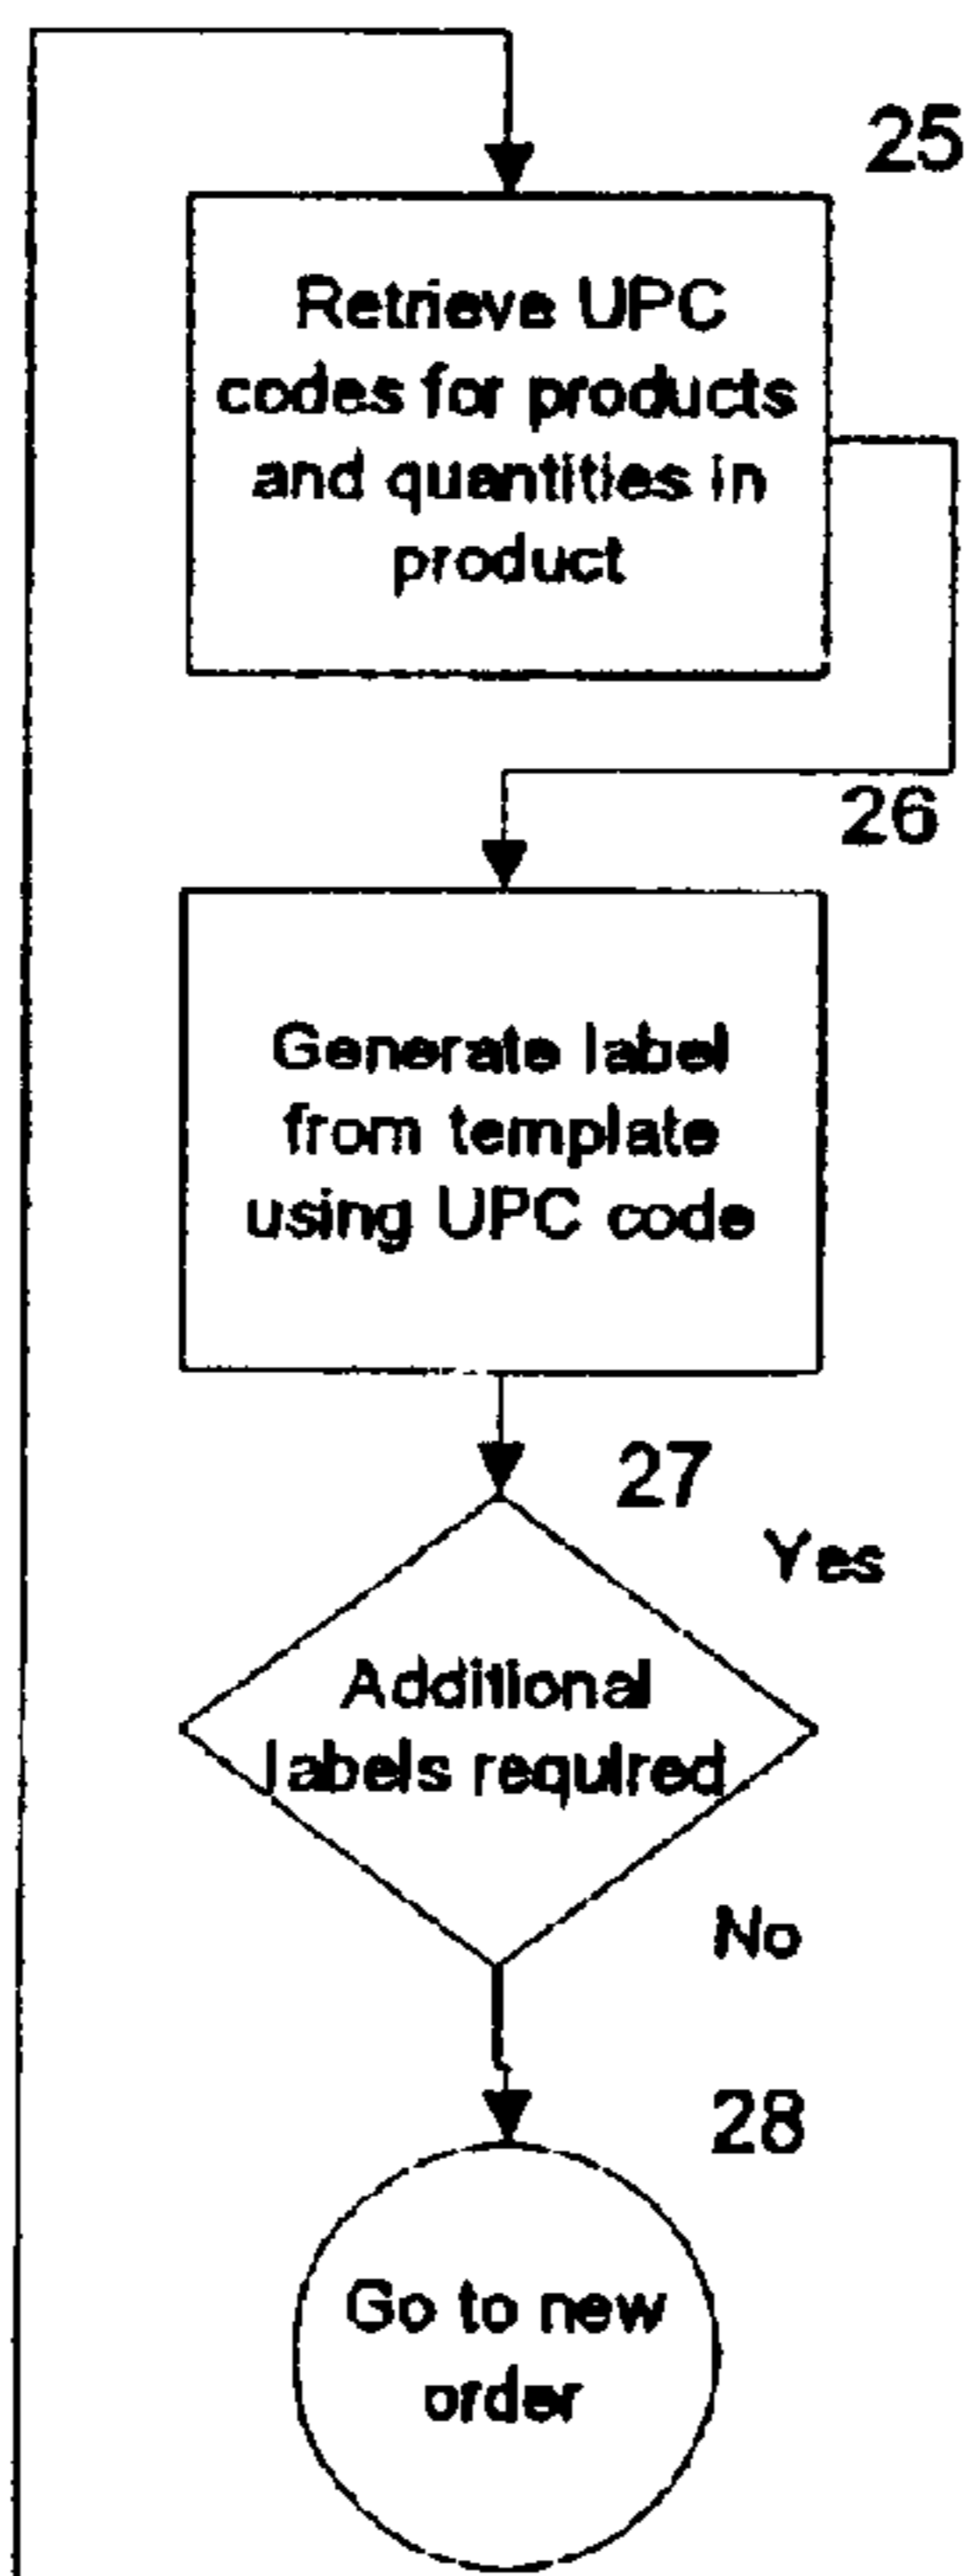 25
Retrieve UPC
codes for products
and quantities in
product
26
Generate label
from template
using UPC code
27
Yes
Additional
labels required
No
28
Go to new
order